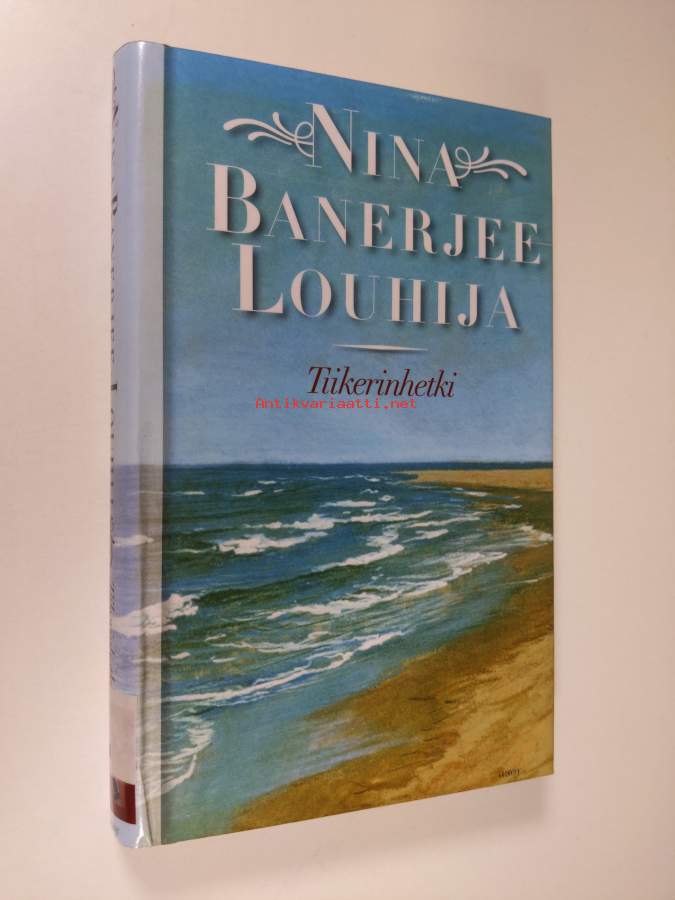 NINA
BANERJEE
LOUHIJA
Tiikerinhetki
Antikvariaatti.net